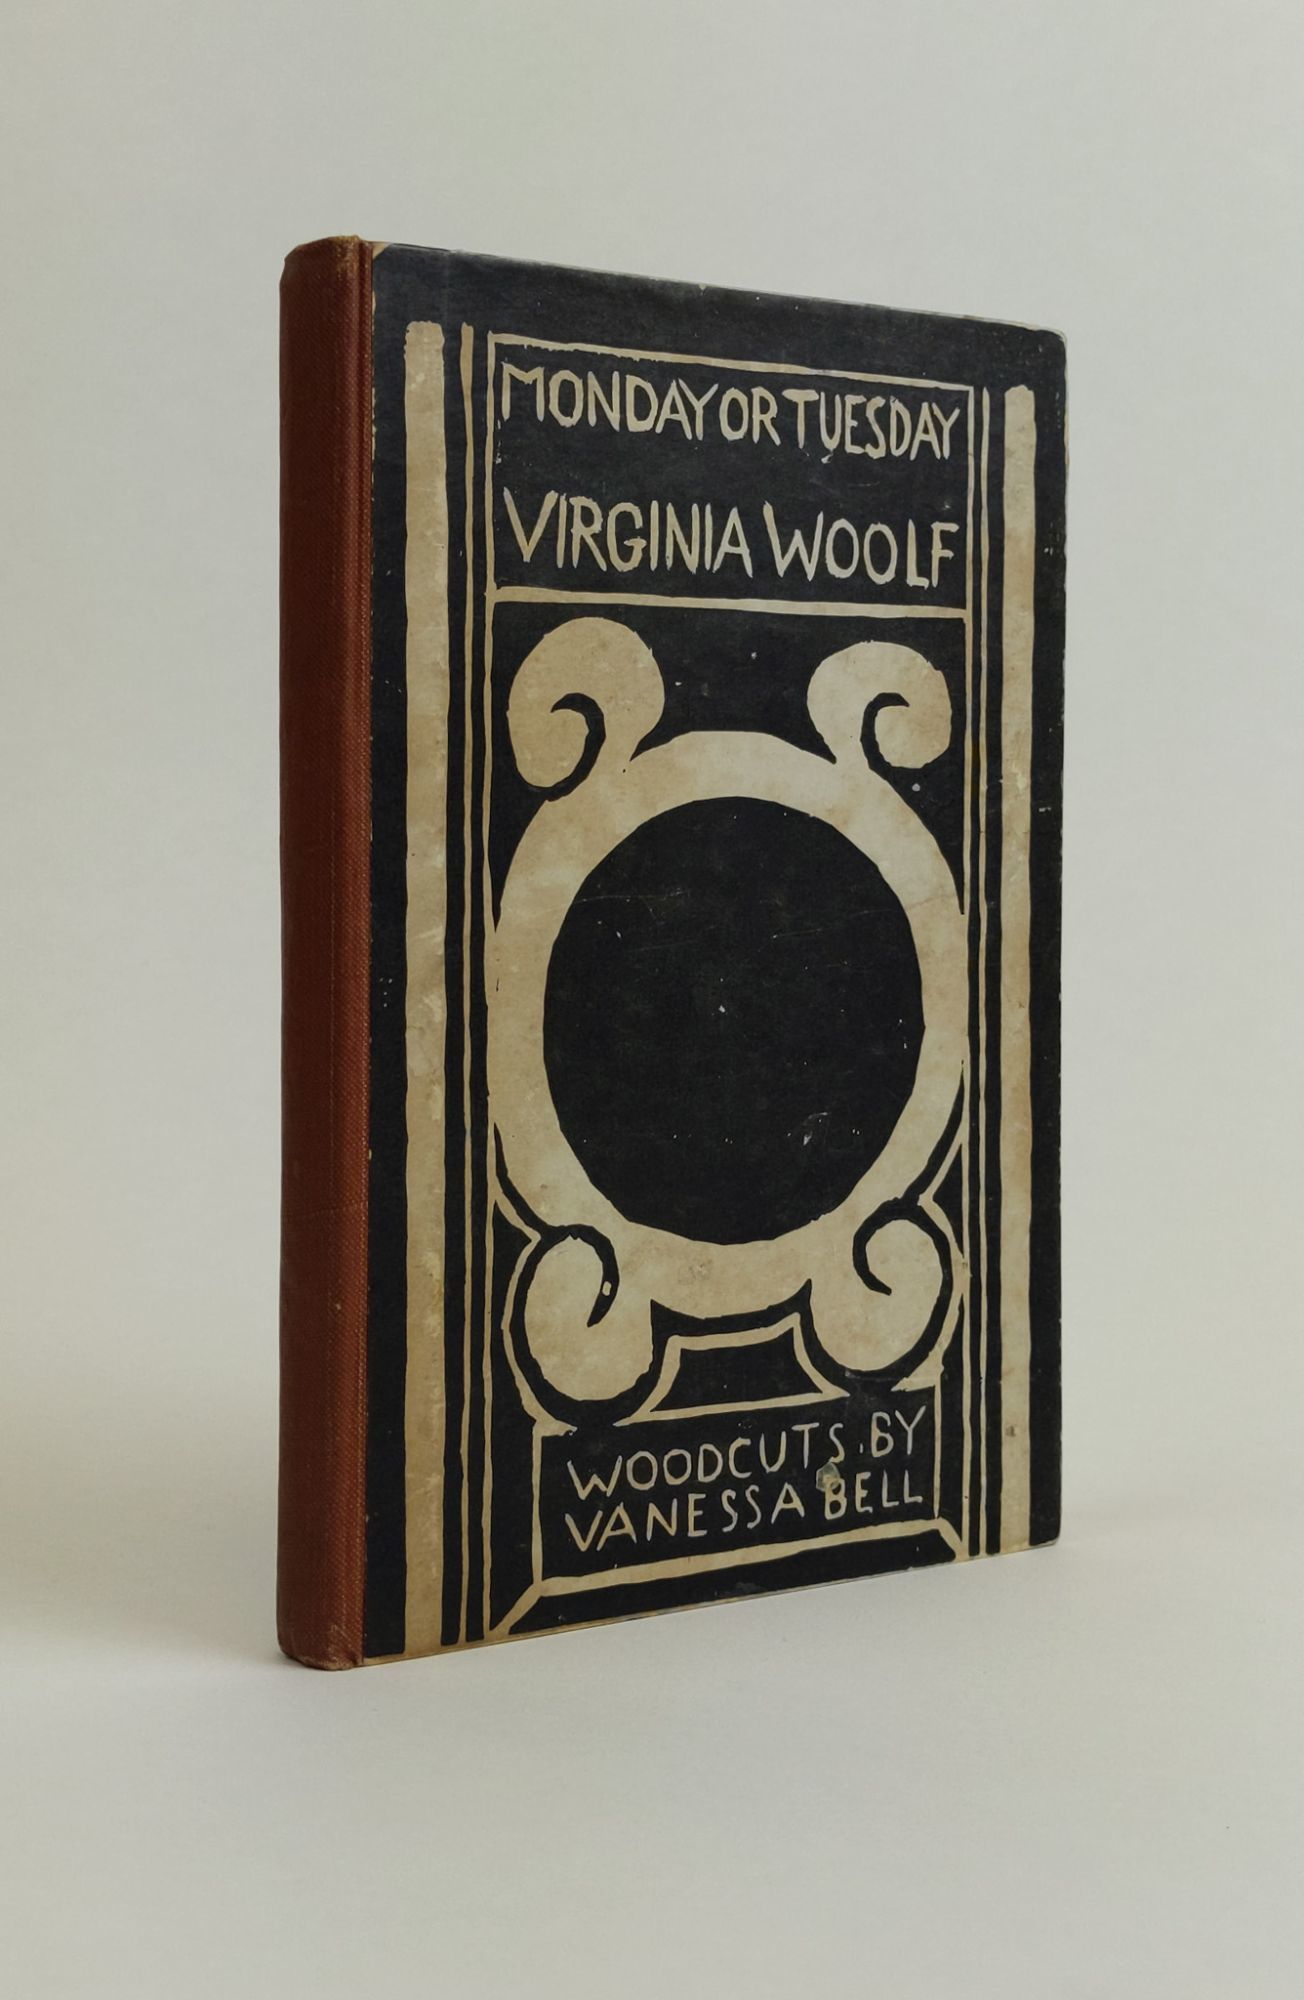 MONDAY OR TUESDAY
VIRGINIA WOOLF
WOODCUTS.BY
VANESSA BELL